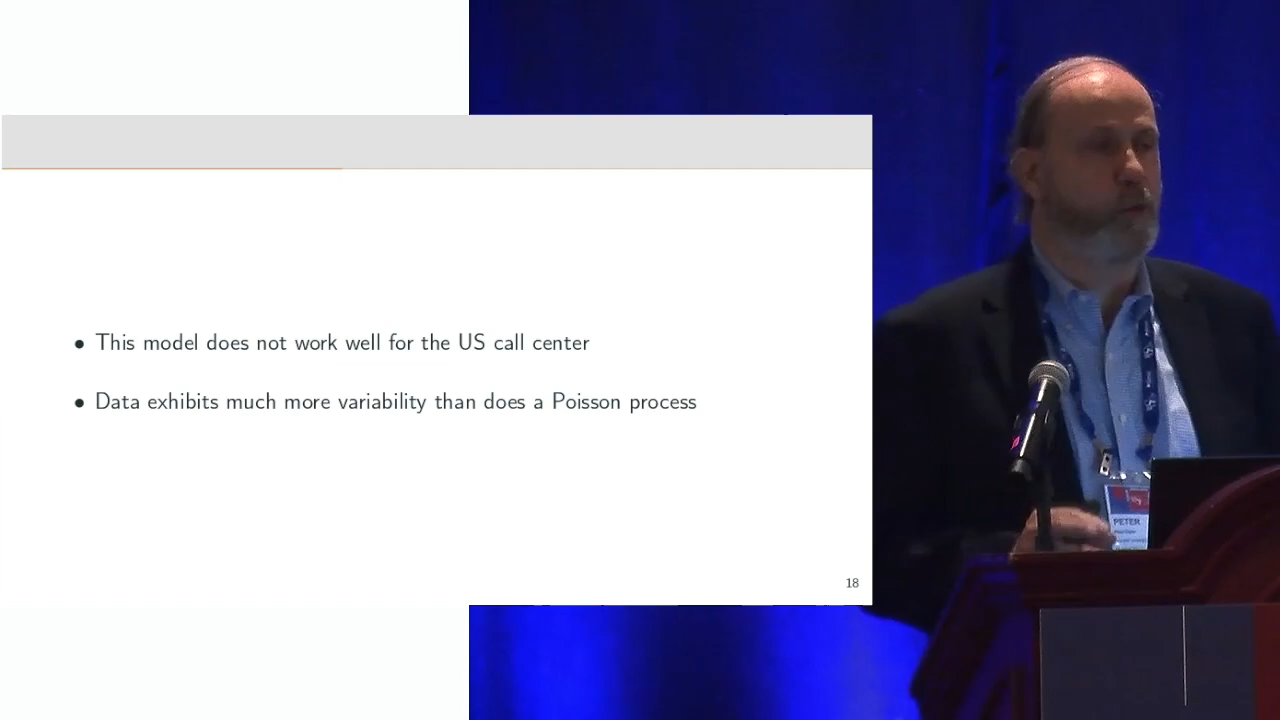 • This model does not work well for the US call center
• Data exhibits much more variability than does a Poisson process
18
PETER